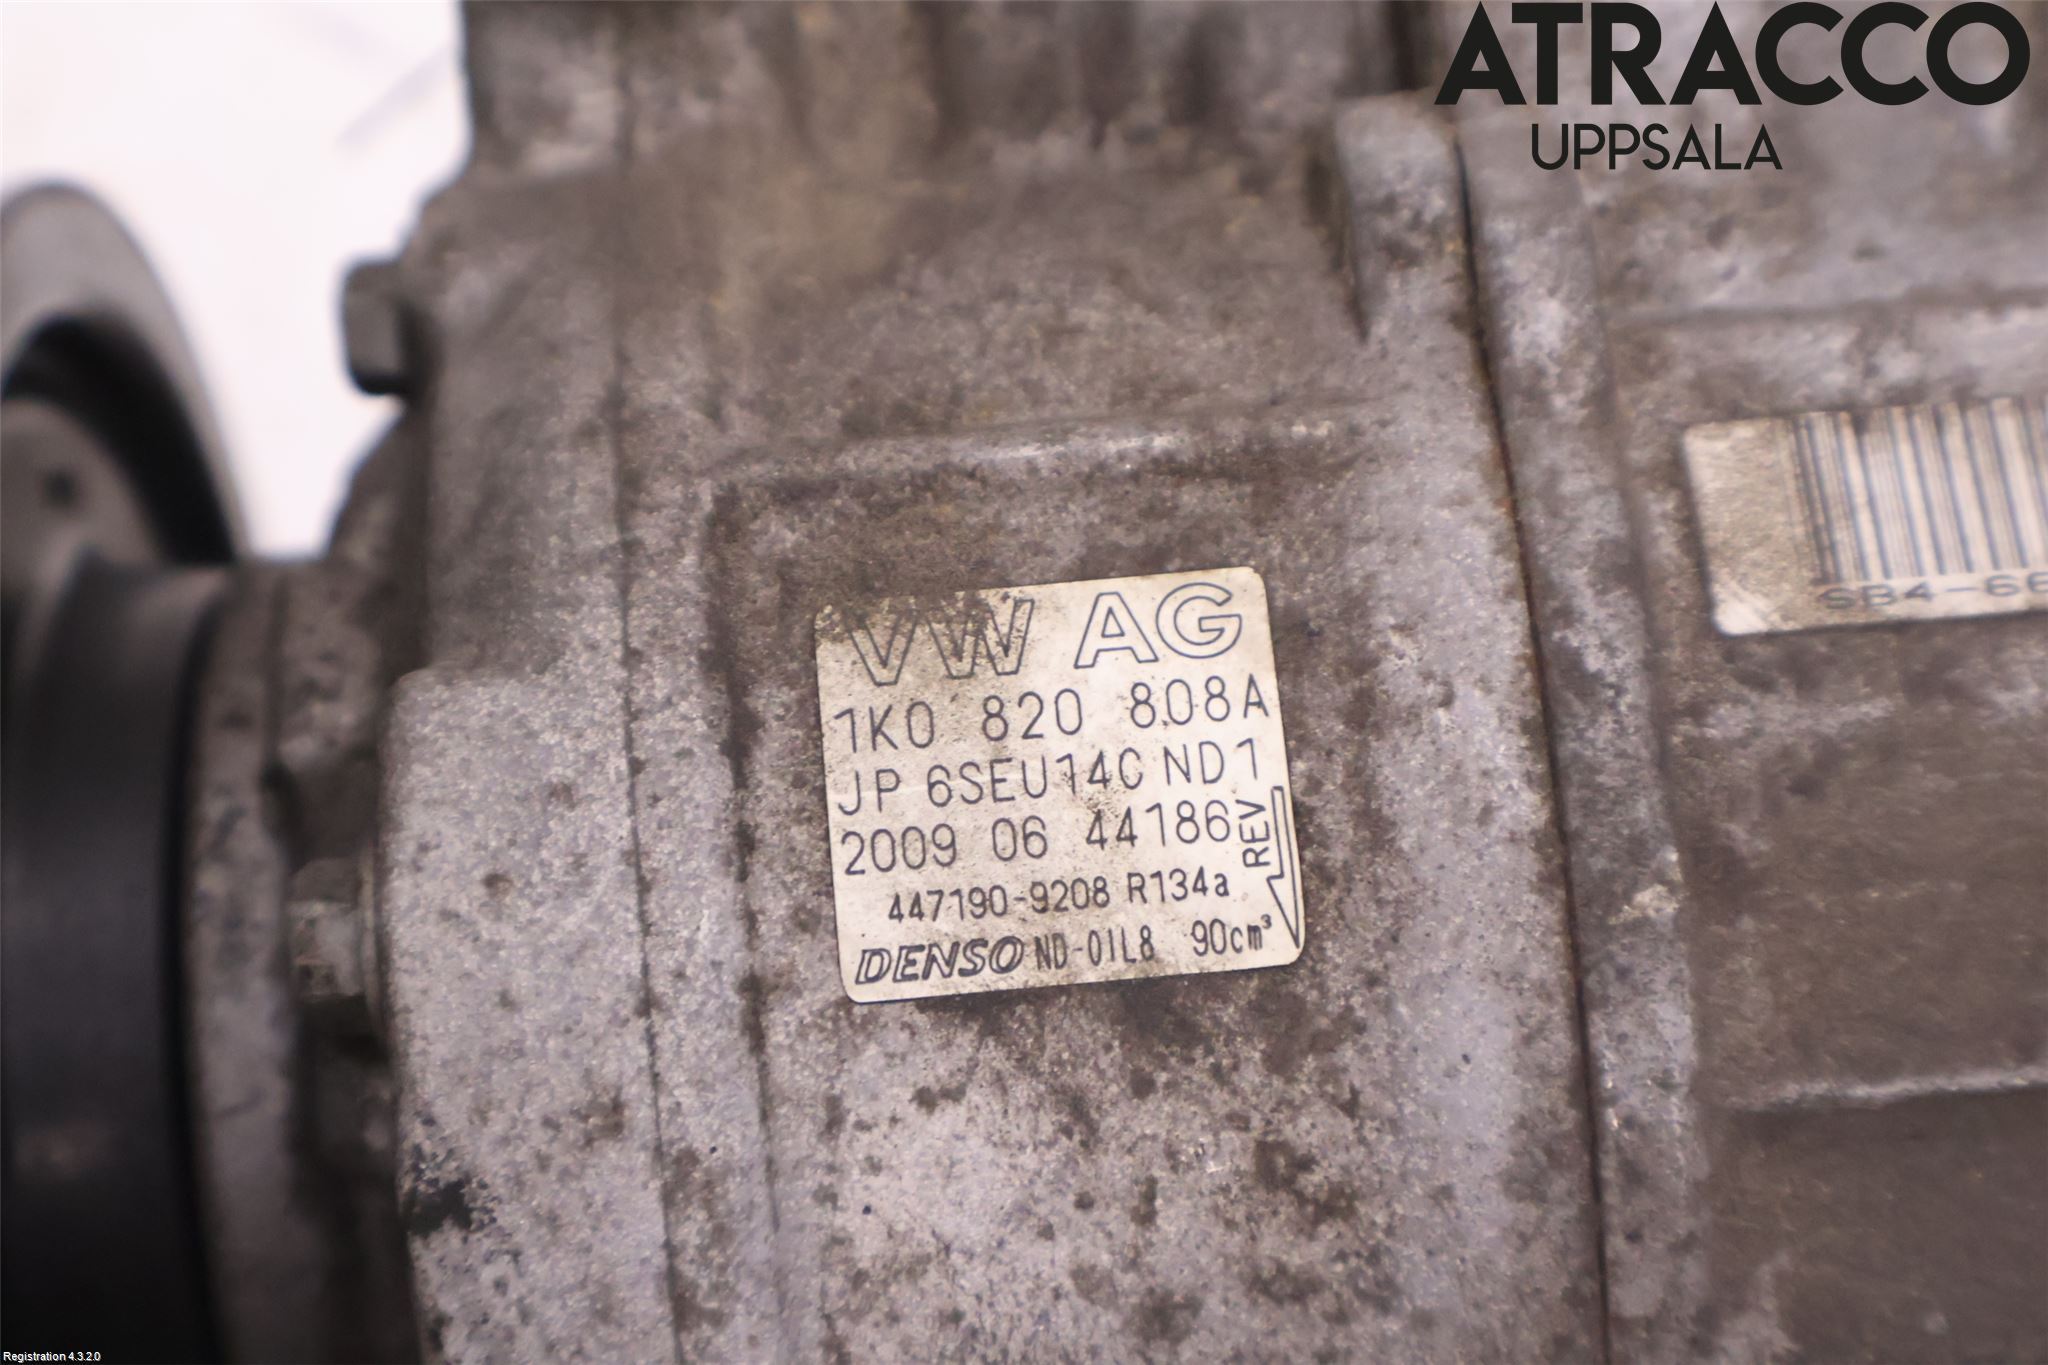 ATRACCO
UPPSALA
SB4-66
VW AG
1K0 820 808A
JP 6SEU14C ND1
2009 06 44186
REV
447190-9208 R134a
DENSO ND-OIL8 90cm³
Registration 4.3.2.0